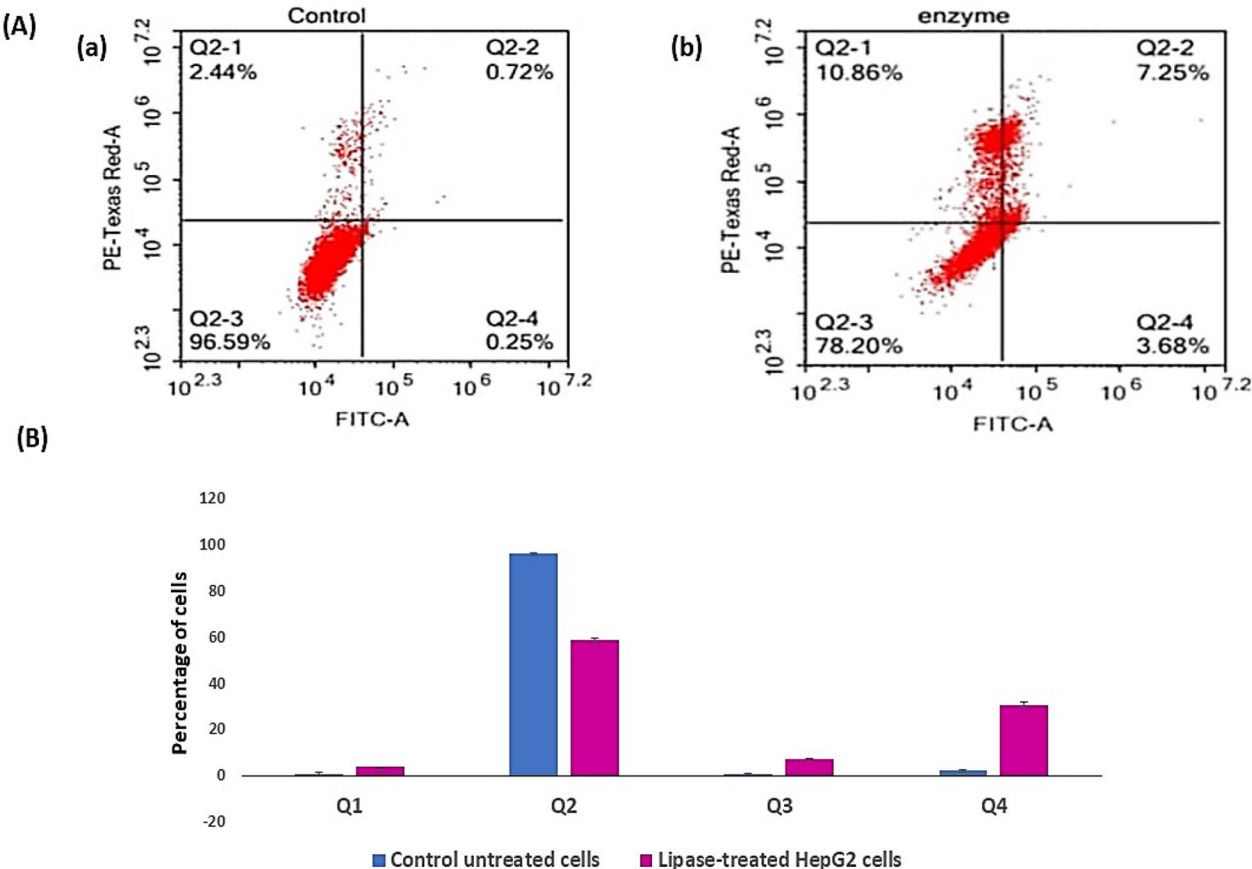 (A)
(a)
Control
Q2-1
2.44%
Q2-2
0.72%
Q2-3
96.59%
Q2-4
0.25%
PE-Texas Red-A
10^7.2
10^6
10^5
10^4
10^2.3
10^2.3
10^4
10^5
10^6
10^7.2
FITC-A
(b)
enzyme
Q2-1
10.86%
Q2-2
7.25%
Q2-3
78.20%
Q2-4
3.68%
PE-Texas Red-A
10^7.2
10^6
10^5
10^4
10^2.3
10^2.3
10^4
10^5
10^6
10^7.2
FITC-A
(B)
Percentage of cells
120
100
80
60
40
20
0
-20
Q1 Q2 Q3 Q4
Control untreated cells Lipase-treated HepG2 cells